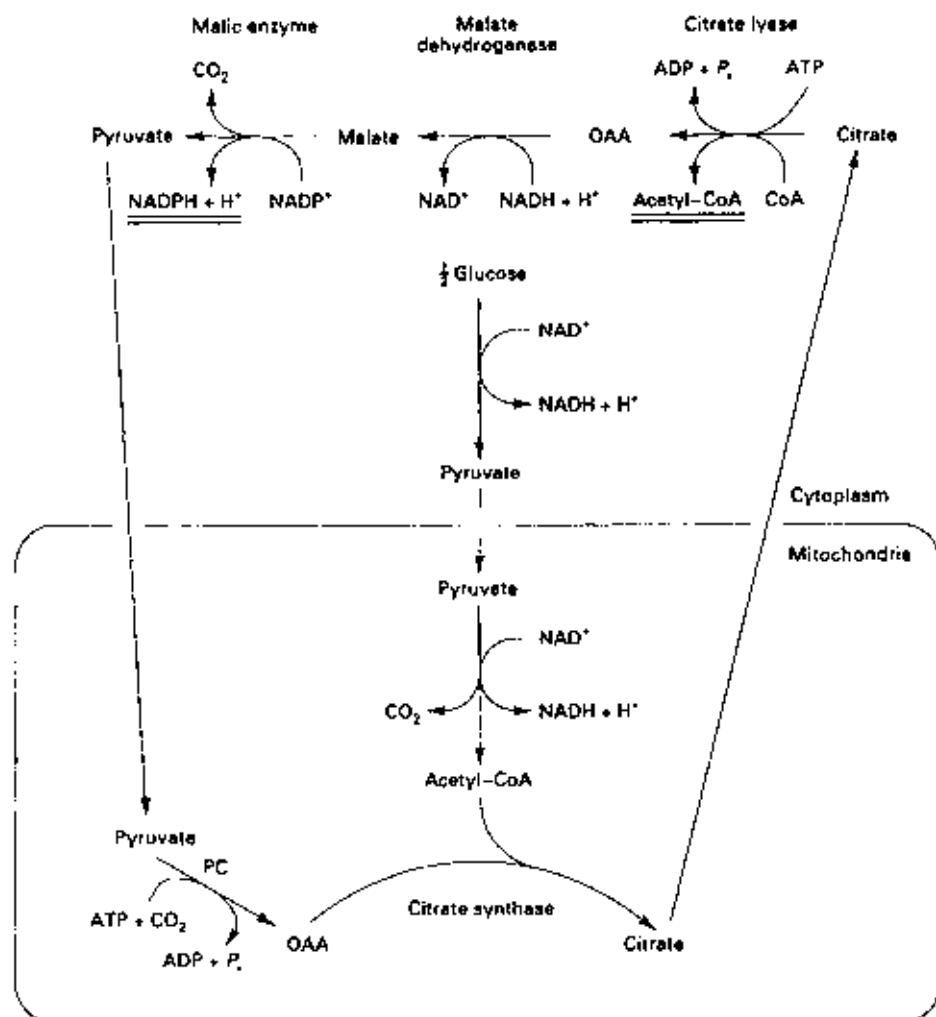 Malic enzyme
Malate dehydrogenase
Citrate lyase
CO₂
ADP + Pᵢ
ATP
Pyruvate
Malate
OAA
Citrate
NADPH + H⁺
NADP⁺
NAD⁺
NADH + H⁺
Acetyl–CoA
CoA
½ Glucose
NAD⁺
NADH + H⁺
Pyruvate
Cytoplasm
Mitochondria
Pyruvate
NAD⁺
CO₂
NADH + H⁺
Acetyl–CoA
Pyruvate
PC
ATP + CO₂
ADP + Pᵢ
OAA
Citrate synthase
Citrate